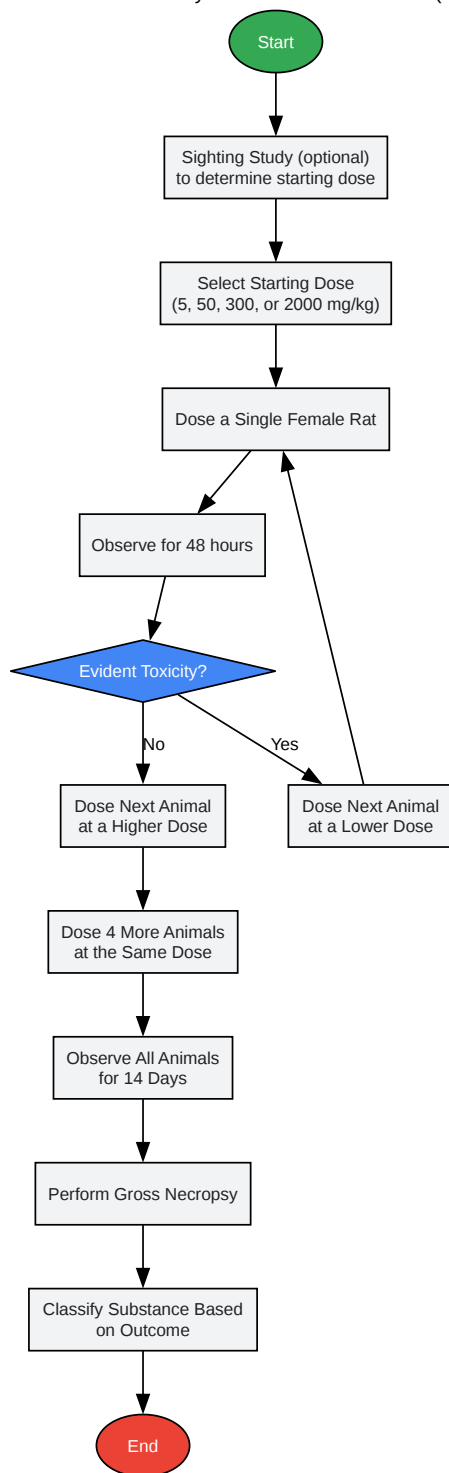 Start
Sighting Study (optional)
to determine starting dose
Select Starting Dose
(5, 50, 300, or 2000 mg/kg)
Dose a Single Female Rat
Observe for 48 hours
Evident Toxicity?
No
Yes
Dose Next Animal
at a Higher Dose
Dose Next Animal
at a Lower Dose
Dose 4 More Animals
at the Same Dose
Observe All Animals
for 14 Days
Perform Gross Necropsy
Classify Substance Based
on Outcome
End